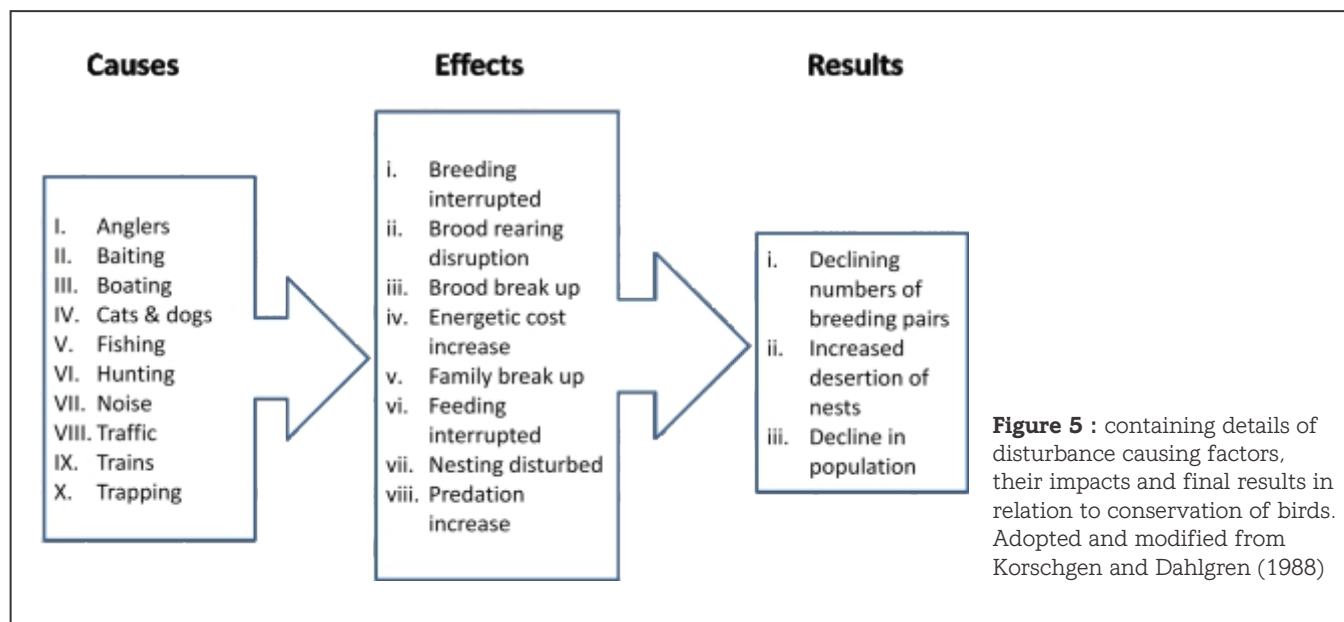 Causes
Effects
Results
I. Anglers
II. Baiting
III. Boating
IV. Cats & dogs
V. Fishing
VI. Hunting
VII. Noise
VIII. Traffic
IX. Trains
X. Trapping
i. Breeding
interrupted
ii. Brood rearing
disruption
iii. Brood break up
iv. Energetic cost
increase
v. Family break up
vi. Feeding
interrupted
vii. Nesting disturbed
viii. Predation
increase
i. Declining
numbers of
breeding pairs
ii. Increased
desertion of
nests
iii. Decline in
population
Figure 5 : containing details of
disturbance causing factors,
their impacts and final results in
relation to conservation of birds.
Adopted and modified from
Korschgen and Dahlgren (1988)